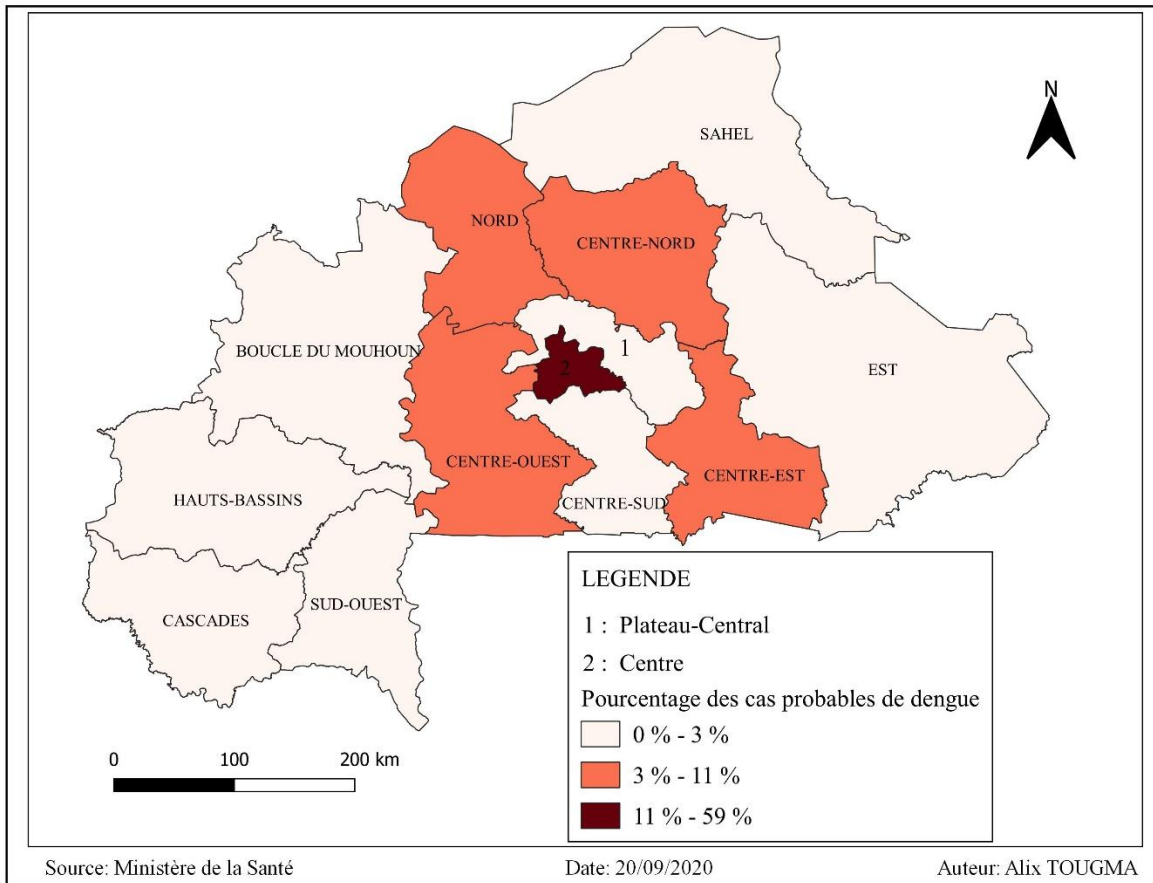 N
SAHEL
NORD
CENTRE-NORD
BOUCLE DU MOUHOUN
1
2
EST
CENTRE-OUEST
CENTRE-EST
HAUTS-BASSINS
CENTRE-SUD
SUD-OUEST
CASCADES
LEGENDE
1 : Plateau-Central
2 : Centre
Pourcentage des cas probables de dengue
0 % - 3 %
3 % - 11 %
11 % - 59 %
0 100 200 km
Source: Ministère de la Santé Date: 20/09/2020 Auteur: Alix TOUGMA